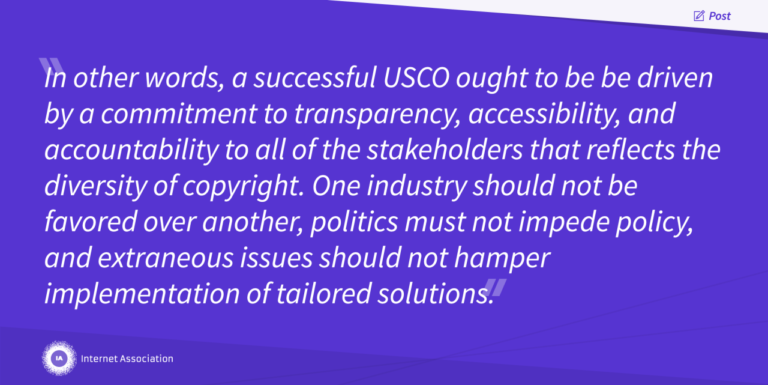 Post
In other words, a successful USCO ought to be be driven
by a commitment to transparency, accessibility, and
accountability to all of the stakeholders that reflects the
diversity of copyright. One industry should not be
favored over another, politics must not impede policy,
and extraneous issues should not hamper
implementation of tailored solutions."
IA
Internet Association